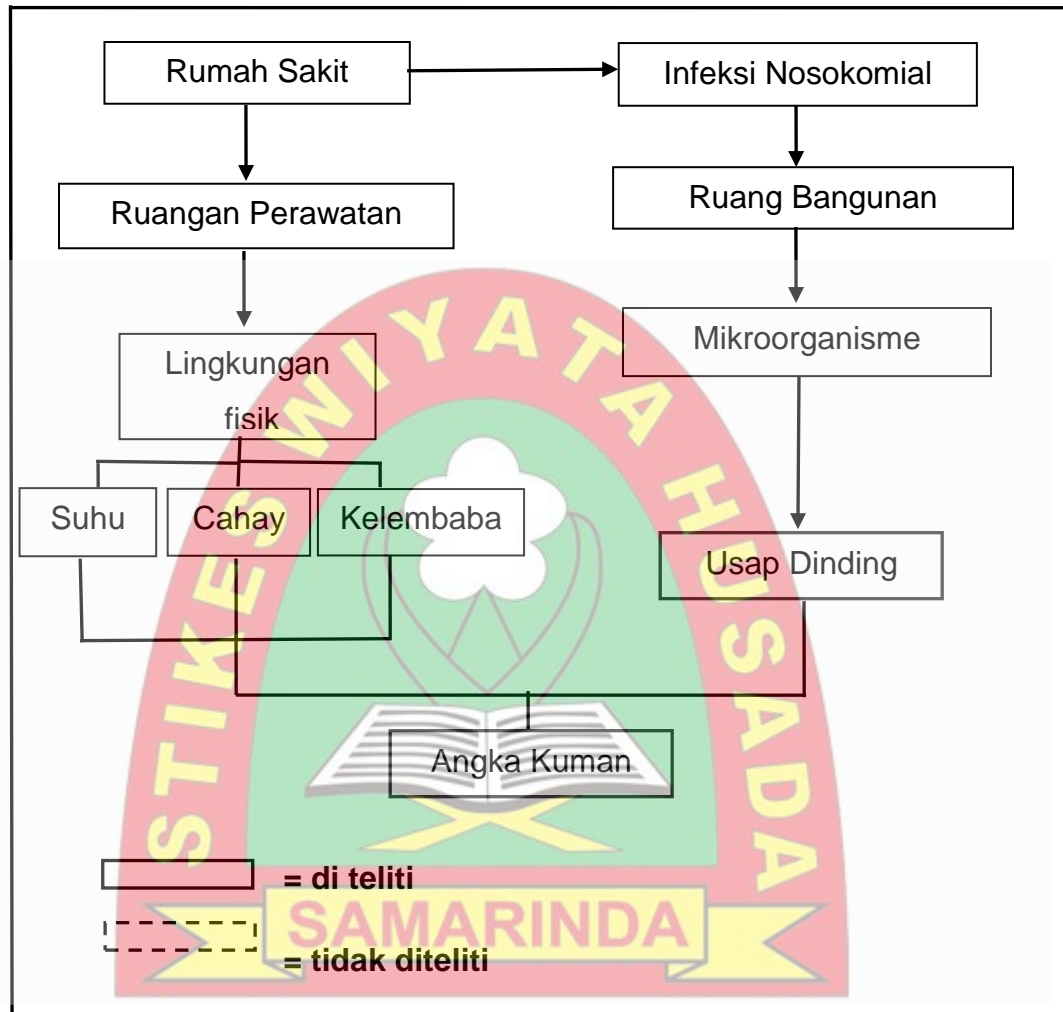 Rumah Sakit
Infeksi Nosokomial
Ruangan Perawatan
Ruang Bangunan
Lingkungan
fisik
Mikroorganisme
Suhu
Cahay
Kelembaba
Usap Dinding
Angka Kuman
= di teliti
= tidak diteliti
STIKES WIYATA HUSADA
SAMARINDA